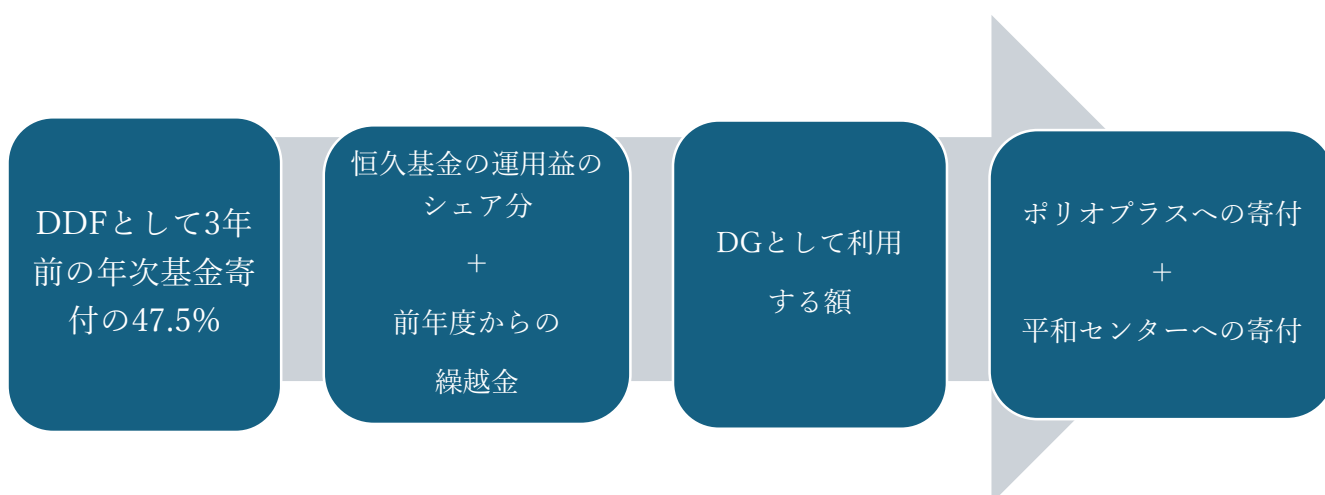 DDFとして3年
前の年次基金寄
付の47.5%
恒久基金の運用益の
シェア分
＋
前年度からの
繰越金
DGとして利用
する額
ポリオプラスへの寄付
＋
平和センターへの寄付